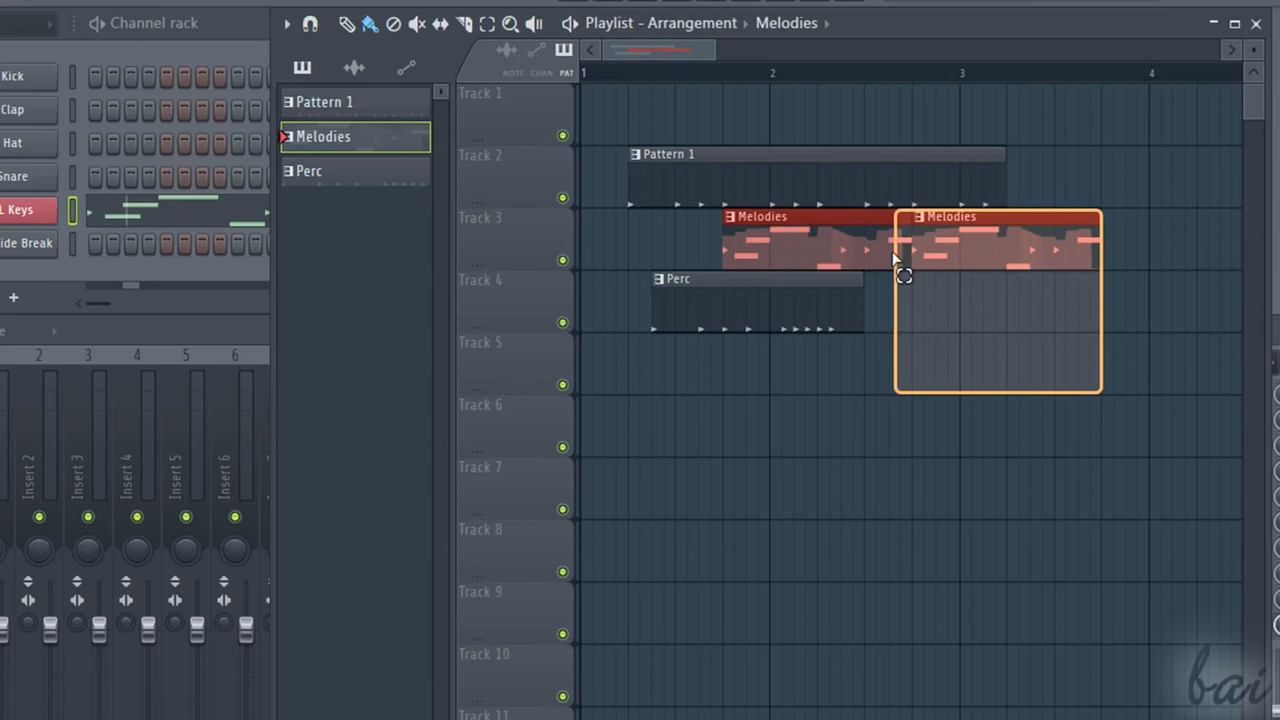 Channel rack
Playlist - Arrangement › Melodies ›
NOTE CHAN PAT
1 2 3 4
Kick
Clap
Hat
Snare
L Keys
ide Break
+
e
2 3 4 5 6
Insert 2
Insert 3
Insert 4
Insert 5
Insert 6
Pattern 1
Melodies
Perc
Track 1
...
Track 2
...
Track 3
...
Track 4
...
Track 5
...
Track 6
...
Track 7
...
Track 8
...
Track 9
...
Track 10
...
Track 11
Pattern 1
Melodies
Melodies
Perc
bai